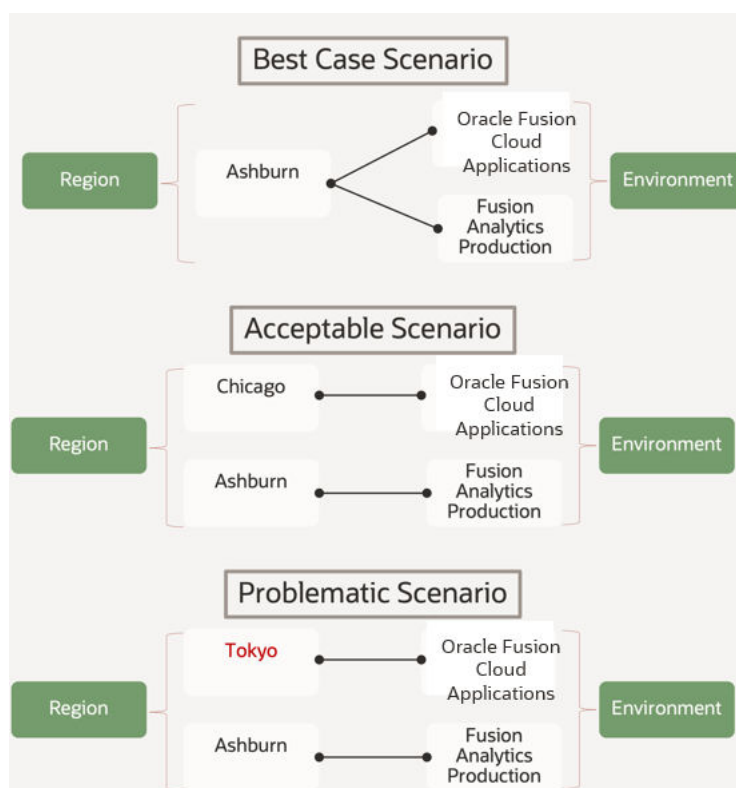 Best Case Scenario
Region
Ashburn
Oracle Fusion
Cloud
Applications
Fusion
Analytics
Production
Environment
Acceptable Scenario
Region
Chicago
Ashburn
Oracle Fusion
Cloud
Applications
Fusion
Analytics
Production
Environment
Problematic Scenario
Region
Tokyo
Ashburn
Oracle Fusion
Cloud
Applications
Fusion
Analytics
Production
Environment